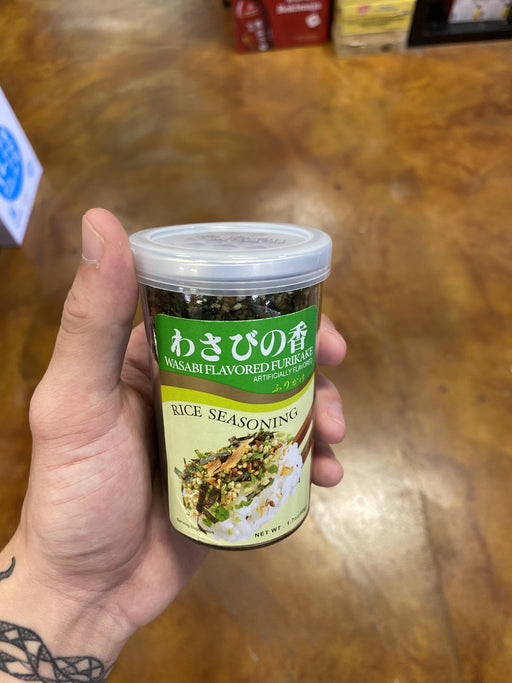 わさびの香
WASABI FLAVORED FURIKAKE
ARTIFICIALLY FLAVORED
ふりかけ
RICE SEASONING
NET WT